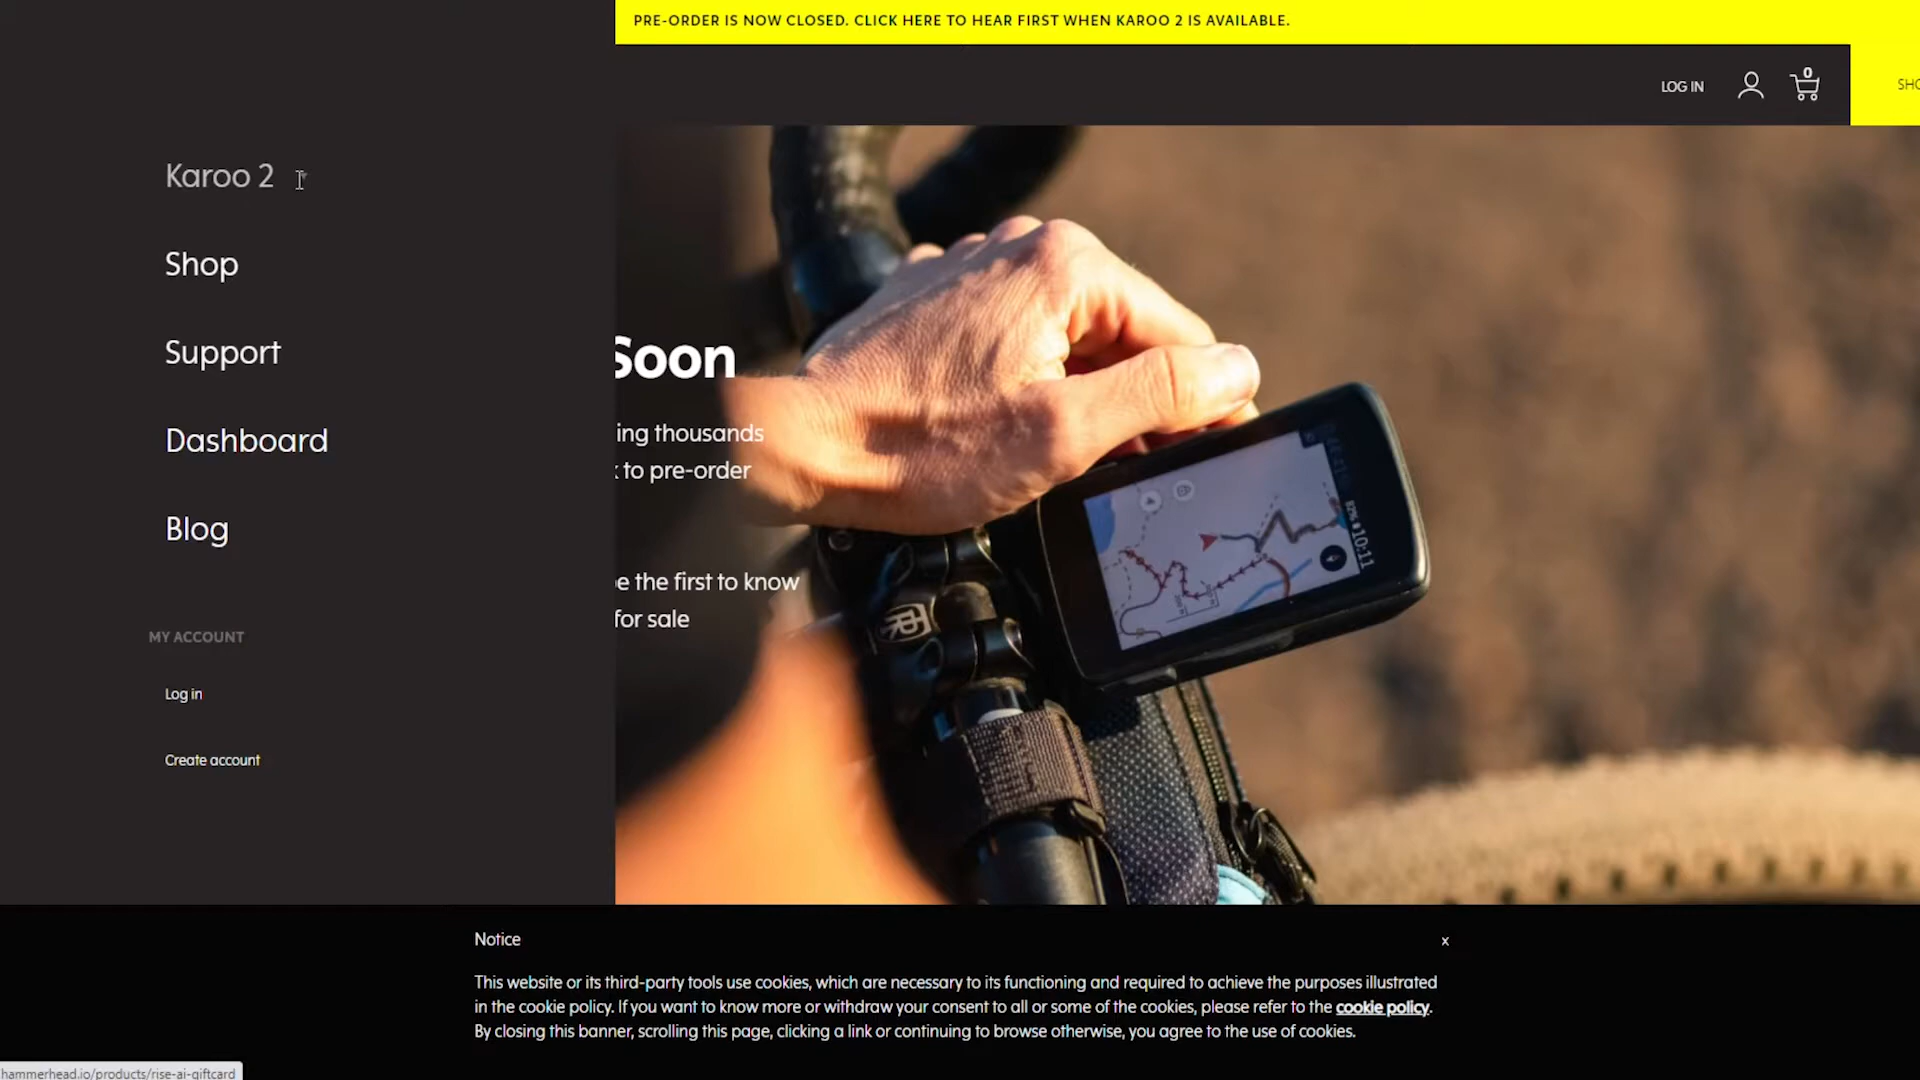 PRE-ORDER IS NOW CLOSED. CLICK HERE TO HEAR FIRST WHEN KAROO 2 IS AVAILABLE.
LOG IN
0
SHO
Karoo 2
Shop
Support
Dashboard
Blog
MY ACCOUNT
Log in
Create account
Soon
ing thousands
to pre-order
e the first to know
for sale
10:11
Notice
x
This website or its third-party tools use cookies, which are necessary to its functioning and required to achieve the purposes illustrated
in the cookie policy. If you want to know more or withdraw your consent to all or some of the cookies, please refer to the cookie policy.
By closing this banner, scrolling this page, clicking a link or continuing to browse otherwise, you agree to the use of cookies.
hammerhead.io/products/rise-ai-giftcard